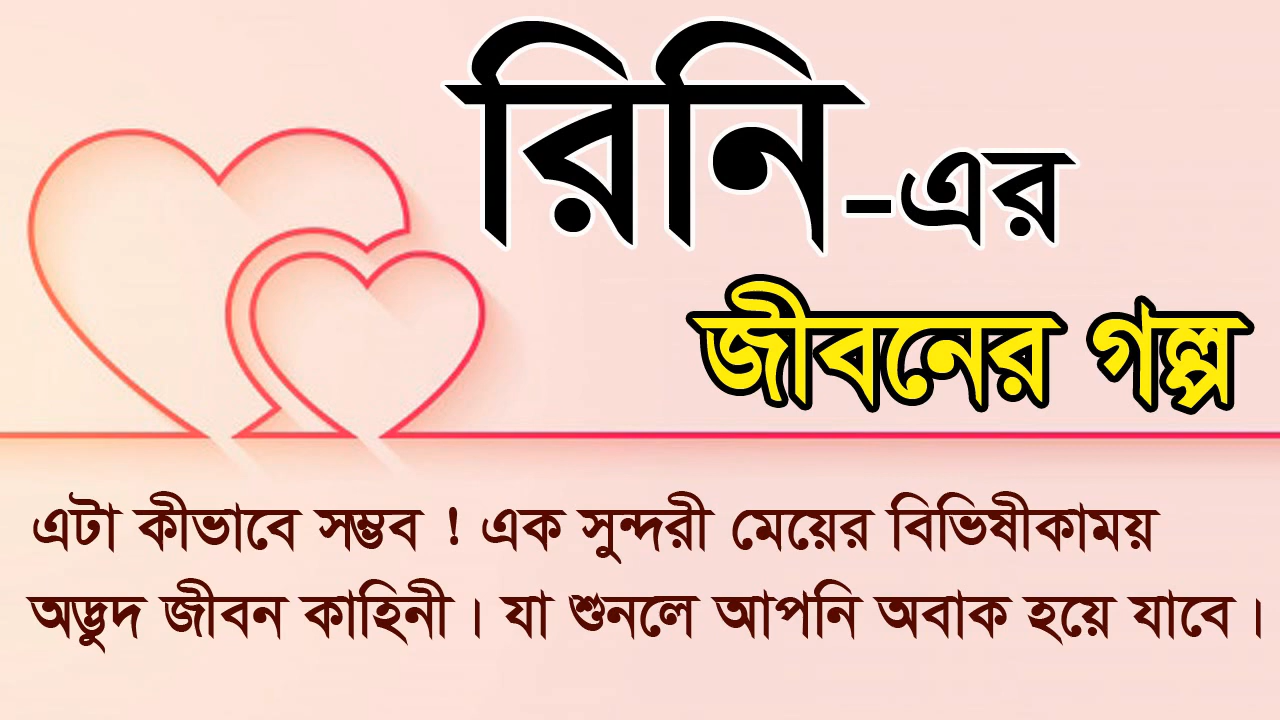 রিনি-এর
জীবনের গল্প
এটা কীভাবে সম্ভব ! এক সুন্দরী মেয়ের বিভিষীকাময়
অদ্ভুদ জীবন কাহিনী। যা শুনলে আপনি অবাক হয়ে যাবে।